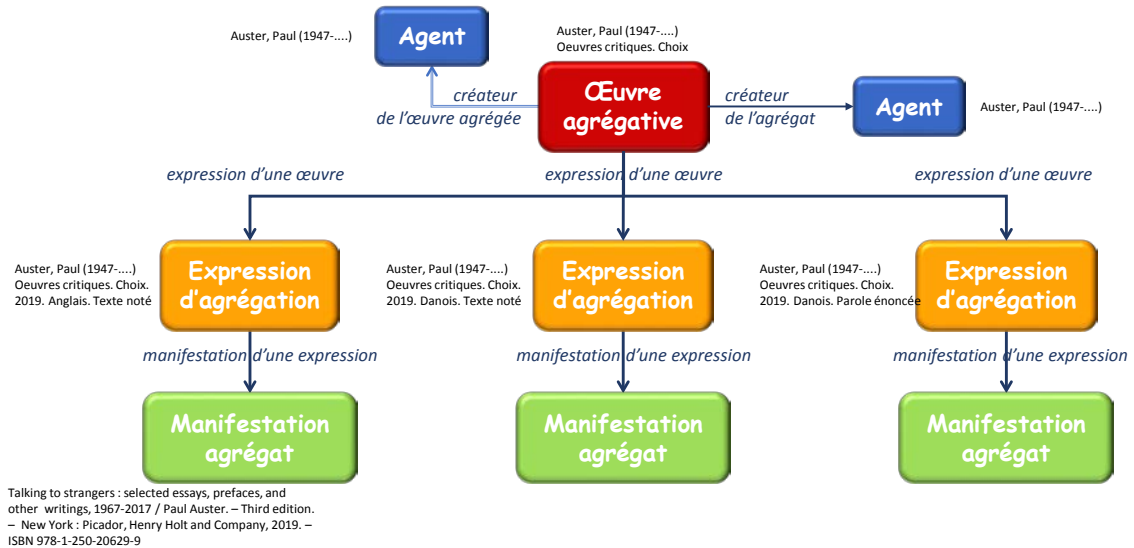 Auster, Paul (1947-....)
Agent
Auster, Paul (1947-....)
Oeuvres critiques. Choix
Œuvre
agrégative
créateur
de l'œuvre agrégée
créateur
de l'agrégat
Agent
Auster, Paul (1947-....)
expression d'une œuvre
expression d'une œuvre
expression d'une œuvre
Auster, Paul (1947-....)
Oeuvres critiques. Choix.
2019. Anglais. Texte noté
Expression
d'agrégation
Auster, Paul (1947-....)
Oeuvres critiques. Choix.
2019. Danois. Texte noté
Expression
d'agrégation
Auster, Paul (1947-....)
Oeuvres critiques. Choix.
2019. Danois. Parole énoncée
Expression
d'agrégation
manifestation d'une expression
manifestation d'une expression
manifestation d'une expression
Manifestation
agrégat
Manifestation
agrégat
Manifestation
agrégat
Talking to strangers : selected essays, prefaces, and
other writings, 1967-2017 / Paul Auster. – Third edition.
– New York : Picador, Henry Holt and Company, 2019. –
ISBN 978-1-250-20629-9